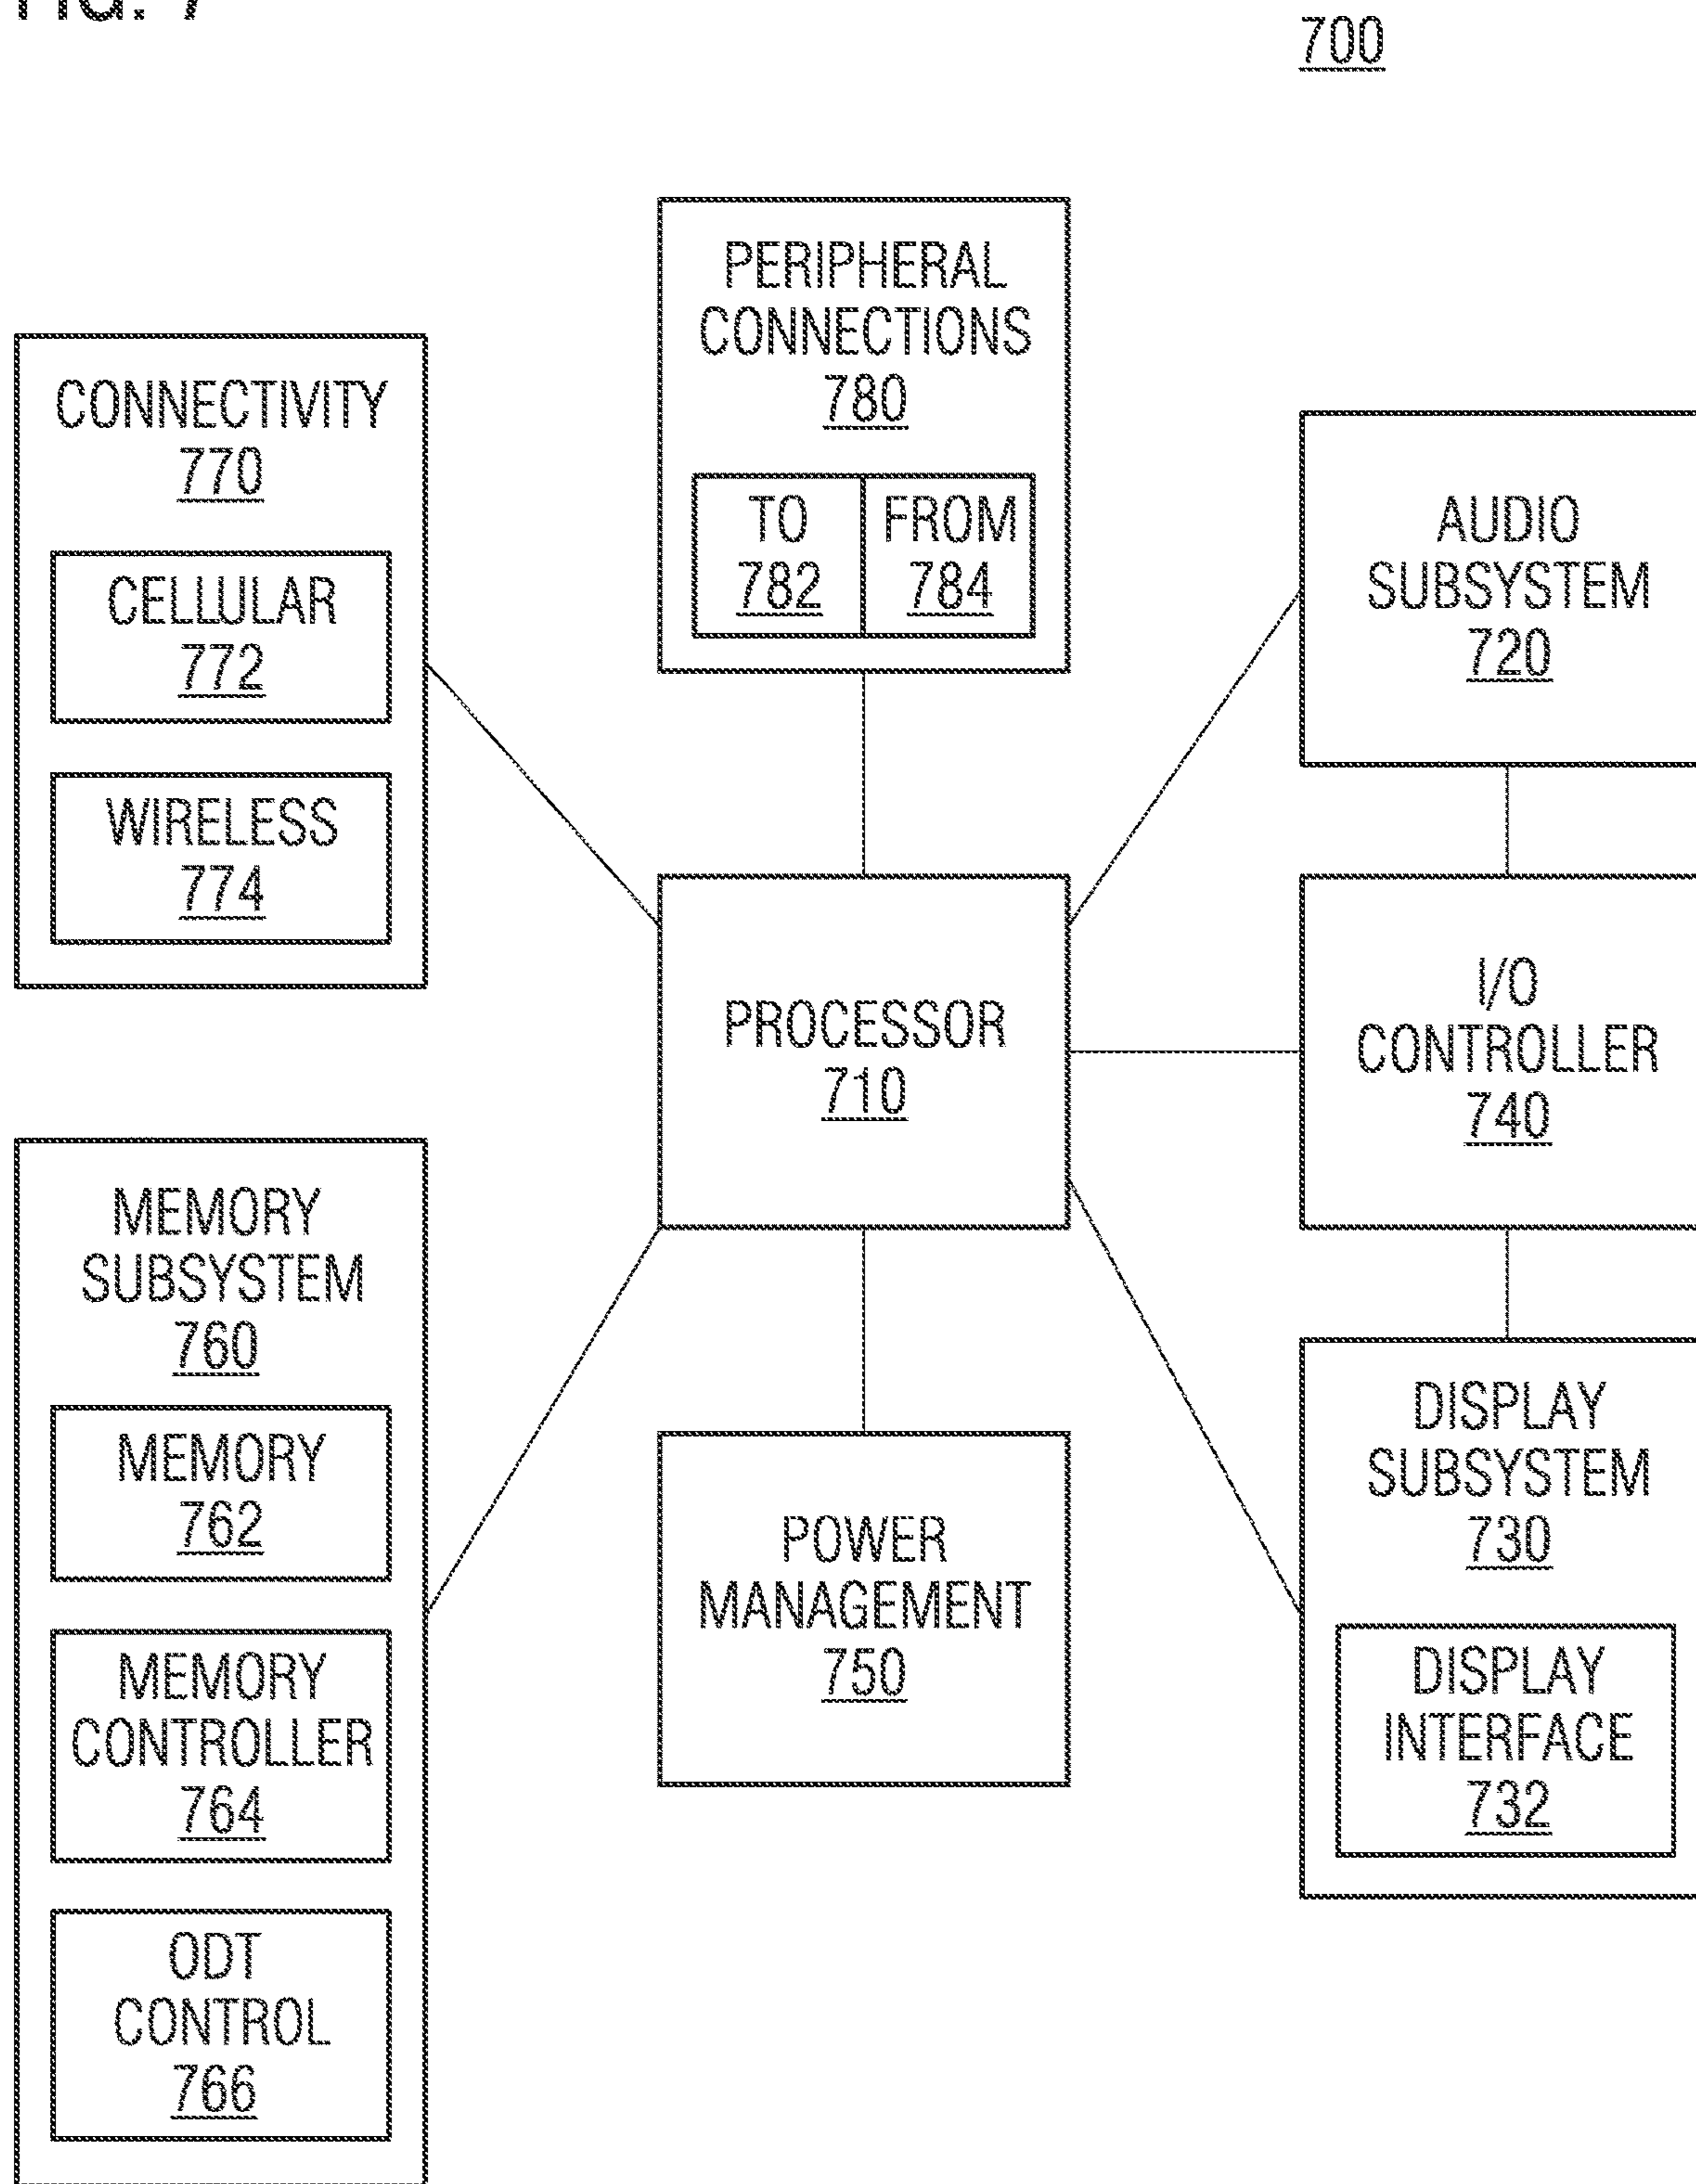 FIG. 7
700
PERIPHERAL
CONNECTIONS
780
TO
782
FROM
784
CONNECTIVITY
770
CELLULAR
772
WIRELESS
774
AUDIO
SUBSYSTEM
720
PROCESSOR
710
I/O
CONTROLLER
740
MEMORY
SUBSYSTEM
760
MEMORY
762
MEMORY
CONTROLLER
764
ODT
CONTROL
766
POWER
MANAGEMENT
750
DISPLAY
SUBSYSTEM
730
DISPLAY
INTERFACE
732